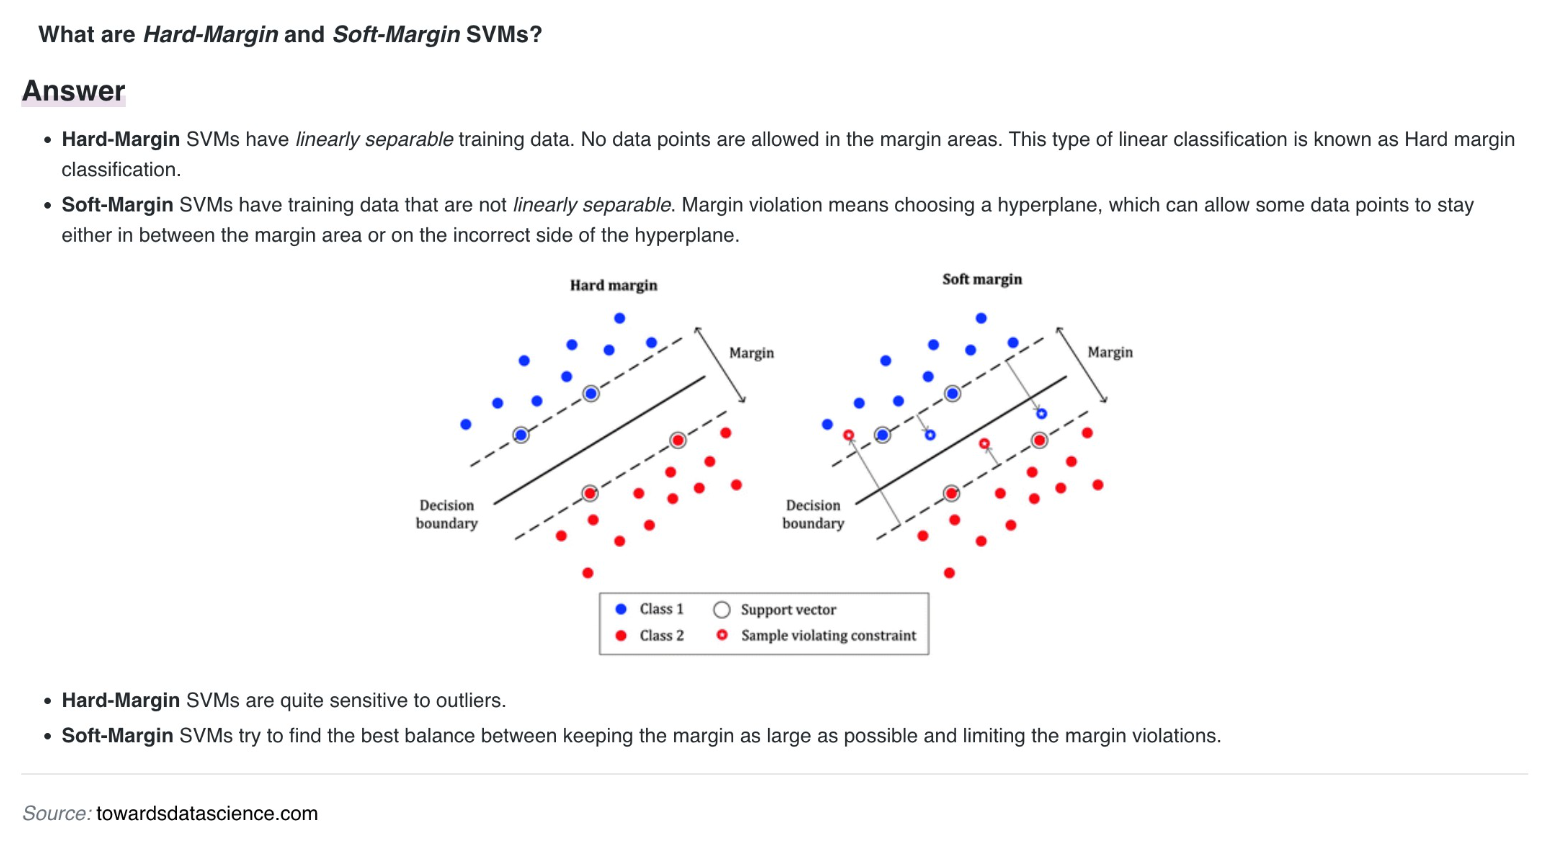 What are Hard-Margin and Soft-Margin SVMs?
Answer
• Hard-Margin SVMs have linearly separable training data. No data points are allowed in the margin areas. This type of linear classification is known as Hard margin
classification.
• Soft-Margin SVMs have training data that are not linearly separable. Margin violation means choosing a hyperplane, which can allow some data points to stay
either in between the margin area or on the incorrect side of the hyperplane.
Hard margin
Margin
Decision
boundary
Soft margin
Margin
Decision
boundary
Class 1
Support vector
Class 2
Sample violating constraint
• Hard-Margin SVMs are quite sensitive to outliers.
• Soft-Margin SVMs try to find the best balance between keeping the margin as large as possible and limiting the margin violations.
Source: towardsdatascience.com